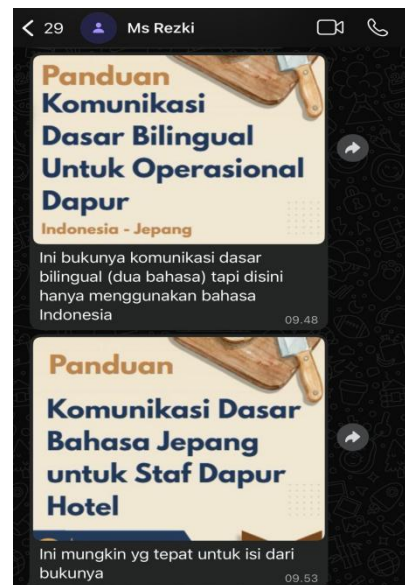 29 Ms Rezki
Panduan
Komunikasi
Dasar Bilingual
Untuk Operasional
Dapur
Indonesia - Jepang
Ini bukunya komunikasi dasar
bilingual (dua bahasa) tapi disini
hanya menggunakan bahasa
Indonesia
09.48
Panduan
Komunikasi Dasar
Bahasa Jepang
untuk Staf Dapur
Hotel
Ini mungkin yg tepat untuk isi dari
bukunya
09.53